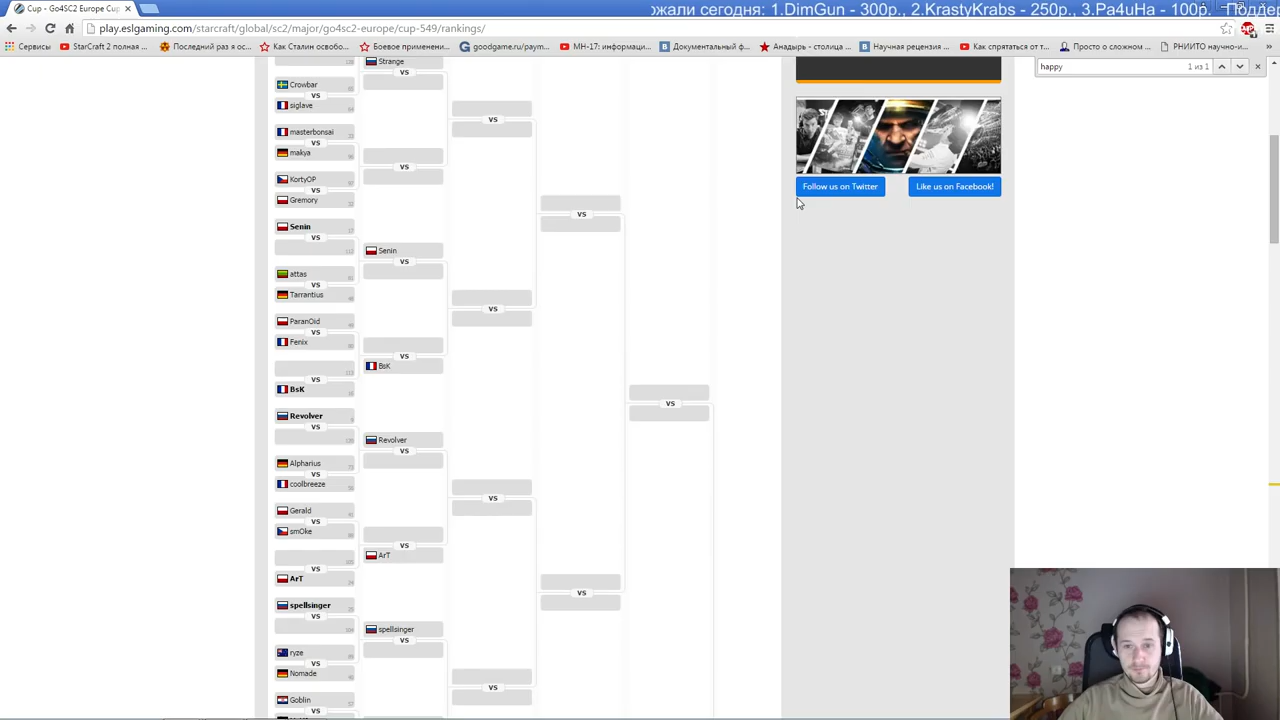 Cup - Go4SC2 Europe Cup
жали сегодня: 1.DimGun - 300р., 2.KrastyKrabs - 250р., 3.Pa4uHa - 100р. Поддер
play.eslgaming.com/starcraft/global/sc2/major/go4sc2-europe/cup-549/rankings/
Сервисы
StarCraft 2 полная ...
Последний раз я ос
Как Сталин освобо...
Боевое применени...
goodgame.ru/paym...
MH-17: информаци...
Документальный ф
Анадырь - столица ...
Научная рецензия ...
Как спрятаться от т...
Просто о сложном ...
РНИИТО научно-и...
»
happy
1 из 1
Strange
VS
Crowbar
VS
siglave
masterbonsai
VS
makya
VS
VS
KortyOP
VS
Gremory
Senin
VS
Senin
VS
VS
attas
VS
Tarrantius
VS
ParanOid
VS
Fenix
VS
BsK
VS
BsK
VS
Revolver
VS
Revolver
VS
Alpharius
VS
coolbreeze
VS
Gerald
VS
smOke
VS
ArT
VS
ArT
VS
spellsinger
VS
spellsinger
VS
ryze
VS
Nomade
VS
Goblin
Follow us on Twitter
Like us on Facebook!